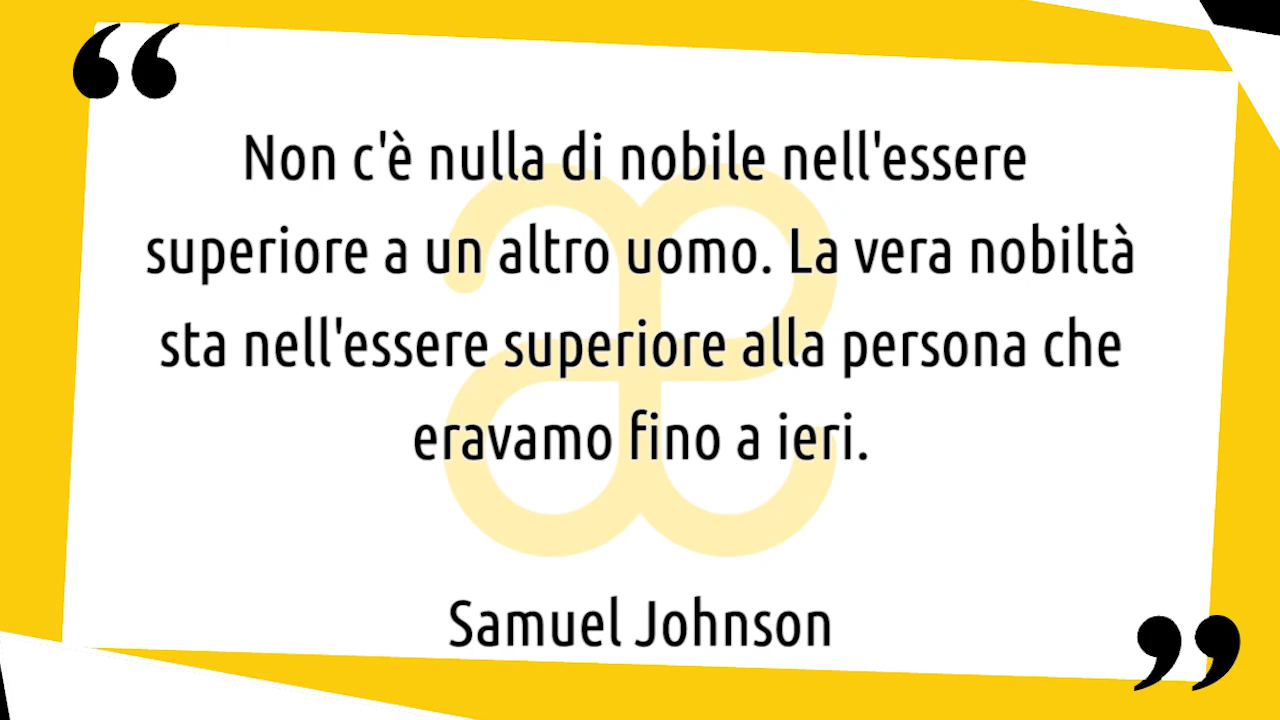 Non c'è nulla di nobile nell'essere
superiore a un altro uomo. La vera nobiltà
sta nell'essere superiore alla persona che
eravamo fino a ieri.
Samuel Johnson